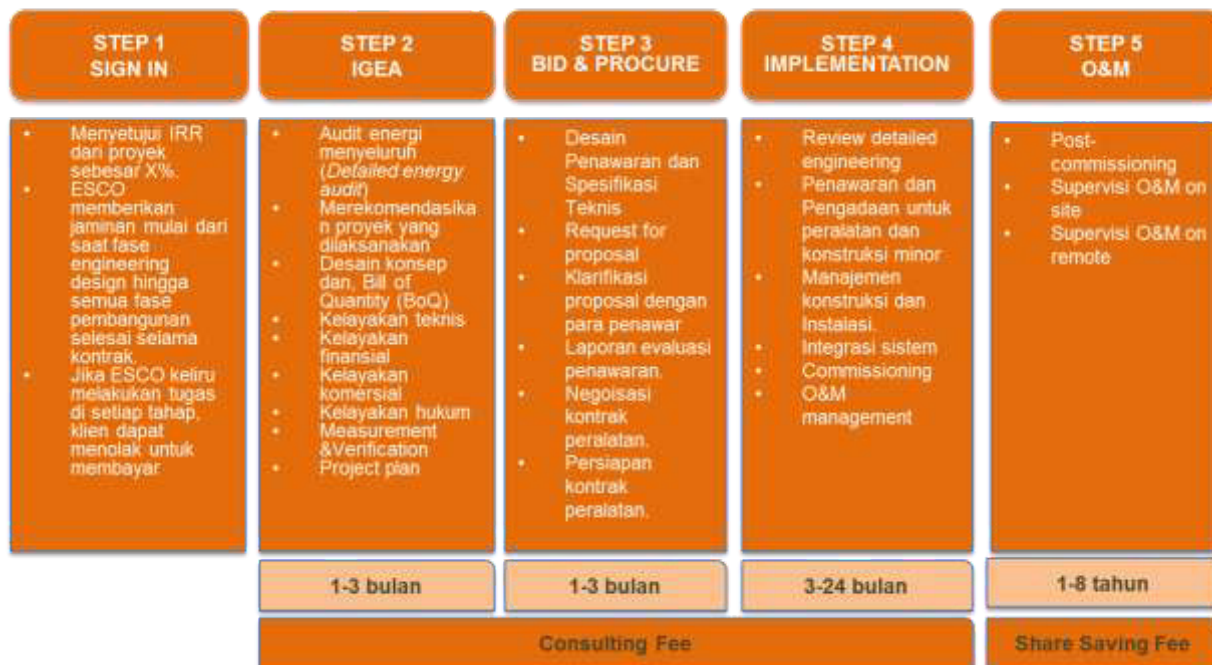 STEP 1
SIGN IN
STEP 2
IGEA
STEP 3
BID & PROCURE
STEP 4
IMPLEMENTATION
STEP 5
O&M
• Menyetujui IRR
dari proyek
sebesar X%.
• ESCO
memberikan
jaminan mulai dari
saat fase
engineering
design hingga
semua fase
pembangunan
selesai selama
kontrak.
• Jika ESCO keliru
melakukan tugas
di setiap tahap,
klien dapat
menolak untuk
membayar
• Audit energi
menyeluruh
(Detailed energy
audit)
• Merekomendasika
n proyek yang
dilaksanakan
• Desain konsep
dan, Bill of
Quantity (BoQ)
• Kelayakan teknis
• Kelayakan
finansial
• Kelayakan
komersial
• Kelayakan hukum
• Measurement
&Verification
• Project plan
• Desain
Penawaran dan
Spesifikasi
Teknis
• Request for
proposal
• Klarifikasi
proposal dengan
para penawar
• Laporan evaluasi
penawaran.
• Negoisasi
kontrak
peralatan.
• Persiapan
kontrak
peralatan.
• Review detailed
engineering
• Penawaran dan
Pengadaan untuk
peralatan dan
konstruksi minor
• Manajemen
konstruksi dan
Instalasi.
• Integrasi sistem
• Commissioning
• O&M
management
• Post-
commissioning
• Supervisi O&M on
site
• Supervisi O&M on
remote
1-3 bulan
1-3 bulan
3-24 bulan
1-8 tahun
Consulting Fee
Share Saving Fee